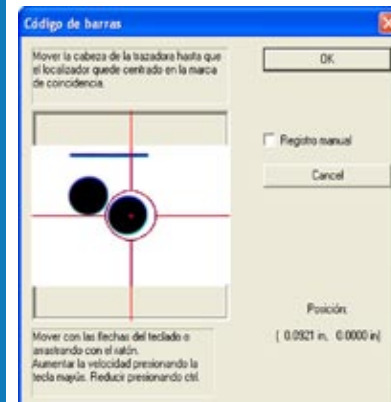 Código de barras
Mover la cabeza de la trazadora hasta que
el localizador quede centrado en la marca
de coincidencia.
OK
Registro manual
Cancel
Posición:
( 0.0921 in, 0.0000 in)
Mover con las flechas del teclado o
arrastrando con el ratón.
Aumentar la velocidad presionando la
tecla mayús. Reducir presionando ctrl.